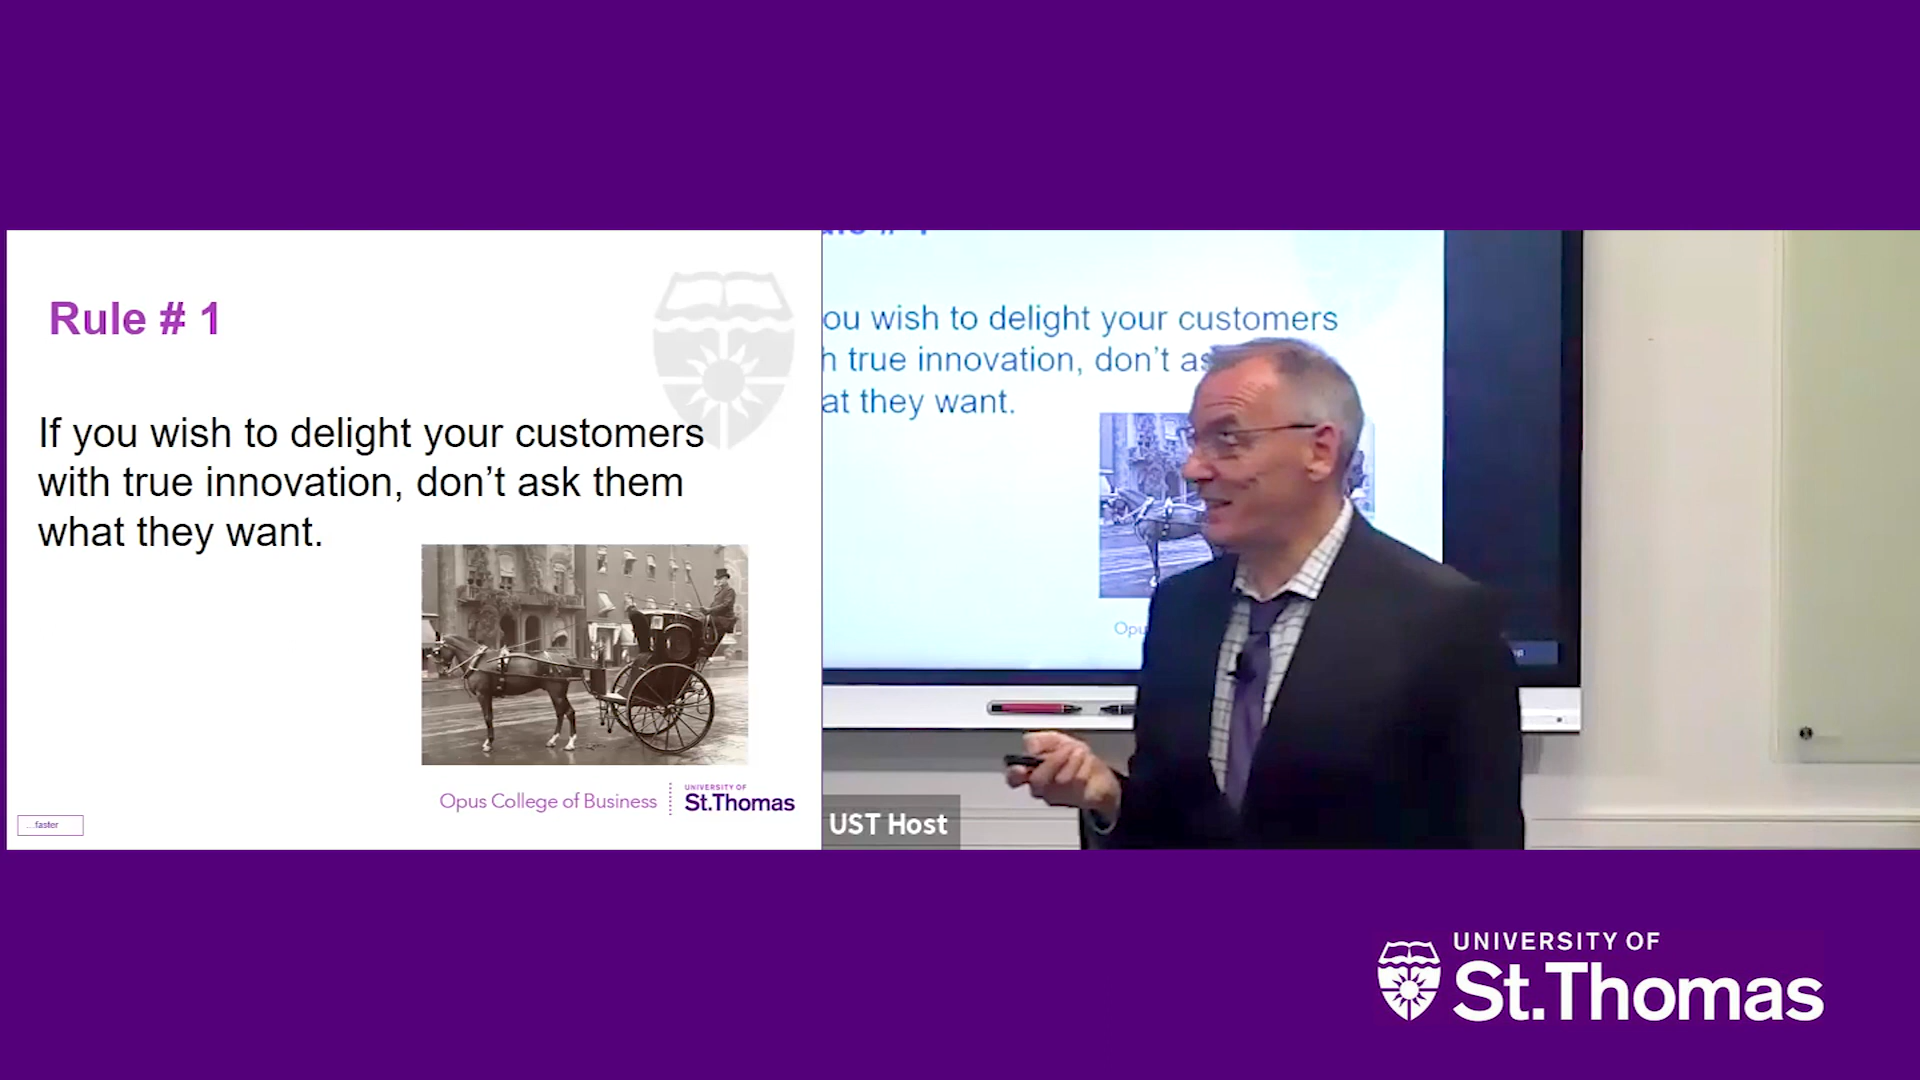 Rule # 1
If you wish to delight your customers
with true innovation, don't ask them
what they want.
Opus College of Business
UNIVERSITY OF
St.Thomas
...faster
ou wish to delight your customers
h true innovation, don't as
at they want.
Opu
UST Host
UNIVERSITY OF
St.Thomas